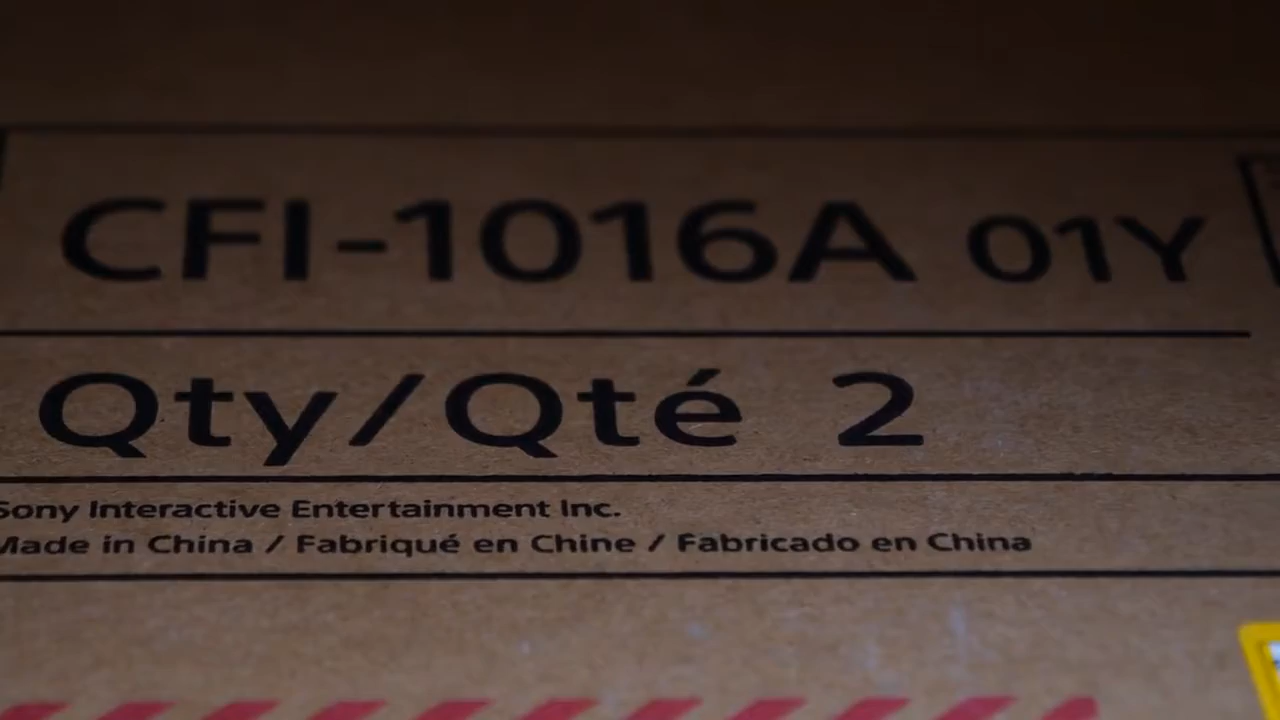 CFI-1016A 01Y
Qty/Qté 2
Sony Interactive Entertainment Inc.
Made in China / Fabriqué en Chine / Fabricado en China